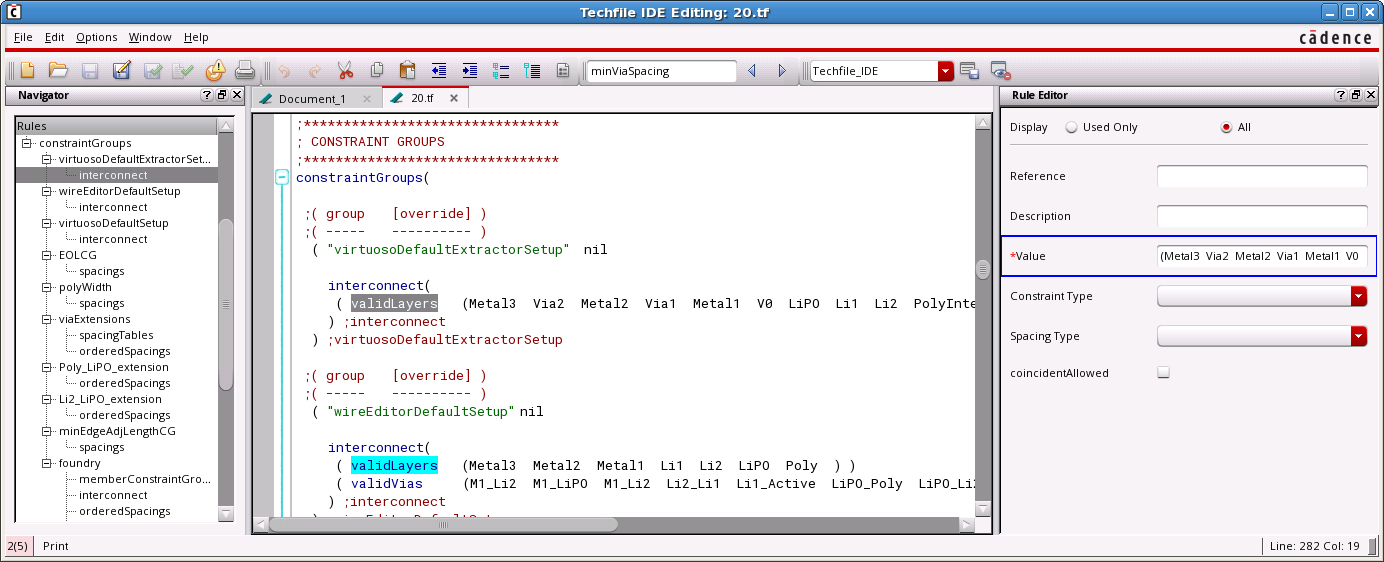 Techfile IDE Editing: 20.tf
File Edit Options Window Help
cādence
minViaSpacing
Techfile_IDE
Navigator
Rules
constraintGroups
virtuosoDefaultExtractorSet...
interconnect
wireEditorDefaultSetup
interconnect
virtuosoDefaultSetup
interconnect
EOLCG
spacings
polyWidth
spacings
viaExtensions
spacingTables
orderedSpacings
Poly_LiPO_extension
orderedSpacings
Li2_LiPO_extension
orderedSpacings
minEdgeAdjLengthCG
spacings
foundry
memberConstraintGro...
interconnect
orderedSpacings
Document_1
20.tf
;********************************
; CONSTRAINT GROUPS
;********************************
constraintGroups(
;( group [override] )
;( ----- ---------- )
( "virtuosoDefaultExtractorSetup" nil
interconnect(
( validLayers (Metal3 Via2 Metal2 Via1 Metal1 V0 LiPO Li1 Li2 PolyInte
) ;interconnect
) ;virtuosoDefaultExtractorSetup
;( group [override] )
;( ----- ---------- )
( "wireEditorDefaultSetup" nil
interconnect(
( validLayers (Metal3 Metal2 Metal1 Li1 Li2 LiPO Poly ) )
( validVias (M1_Li2 M1_LiPO M1_Li2 Li2_Li1 Li1_Active LiPO_Poly LiPO_Li2
) ;interconnect
Rule Editor
Display Used Only All
Reference
Description
*Value (Metal3 Via2 Metal2 Via1 Metal1 V0
Constraint Type
Spacing Type
coincidentAllowed
2(5) Print
Line: 282 Col: 19